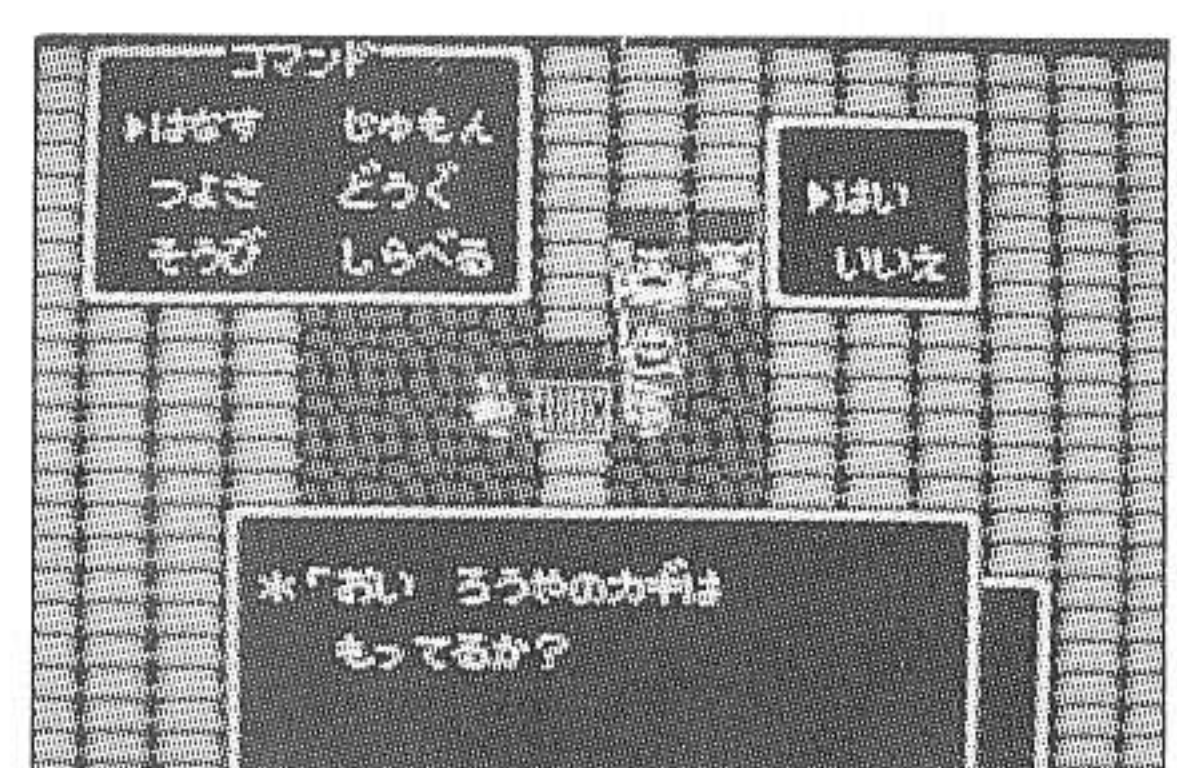 コマンド
▶はなす　じゅもん
つよさ　どうぐ
そうび　しらべる
▶はい
いいえ
＊「おい　ろうやのカギは
もってるか？